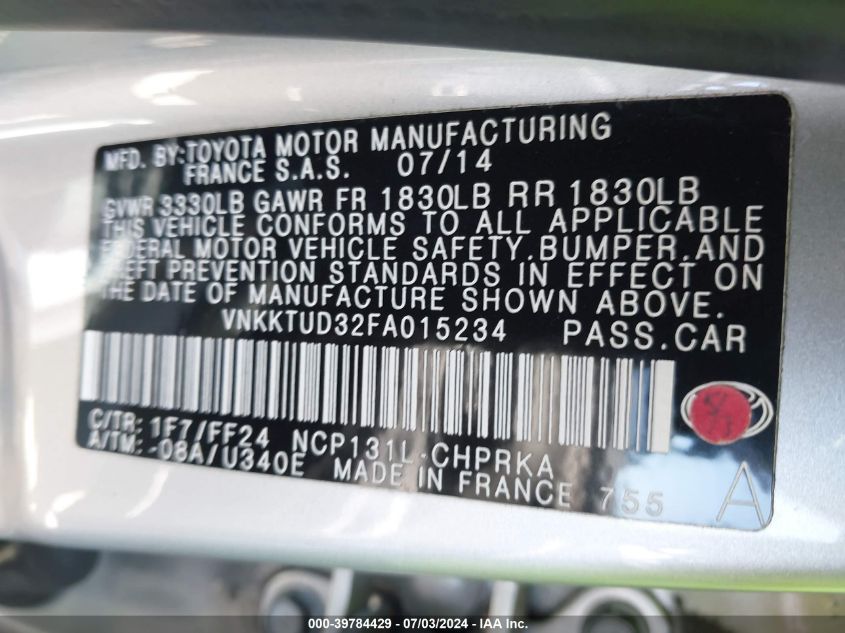 MFD. BY:TOYOTA MOTOR MANUFACTURING
FRANCE S.A.S. 07/14
GVWR 3330LB GAWR FR 1830LB RR 1830LB
THIS VEHICLE CONFORMS TO ALL APPLICABLE
FEDERAL MOTOR VEHICLE SAFETY.BUMPER.AND
THEFT PREVENTION STANDARDS IN EFFECT ON
THE DATE OF MANUFACTURE SHOWN ABOVE.
VNKKTUD32FA015234 PASS.CAR
C/TR: 1F7/FF24 NCP131L-CHPRKA
A/TM:-08A/U340E MADE IN FRANCE 755
A
000-39784429 - 07/03/2024 - IAA Inc.